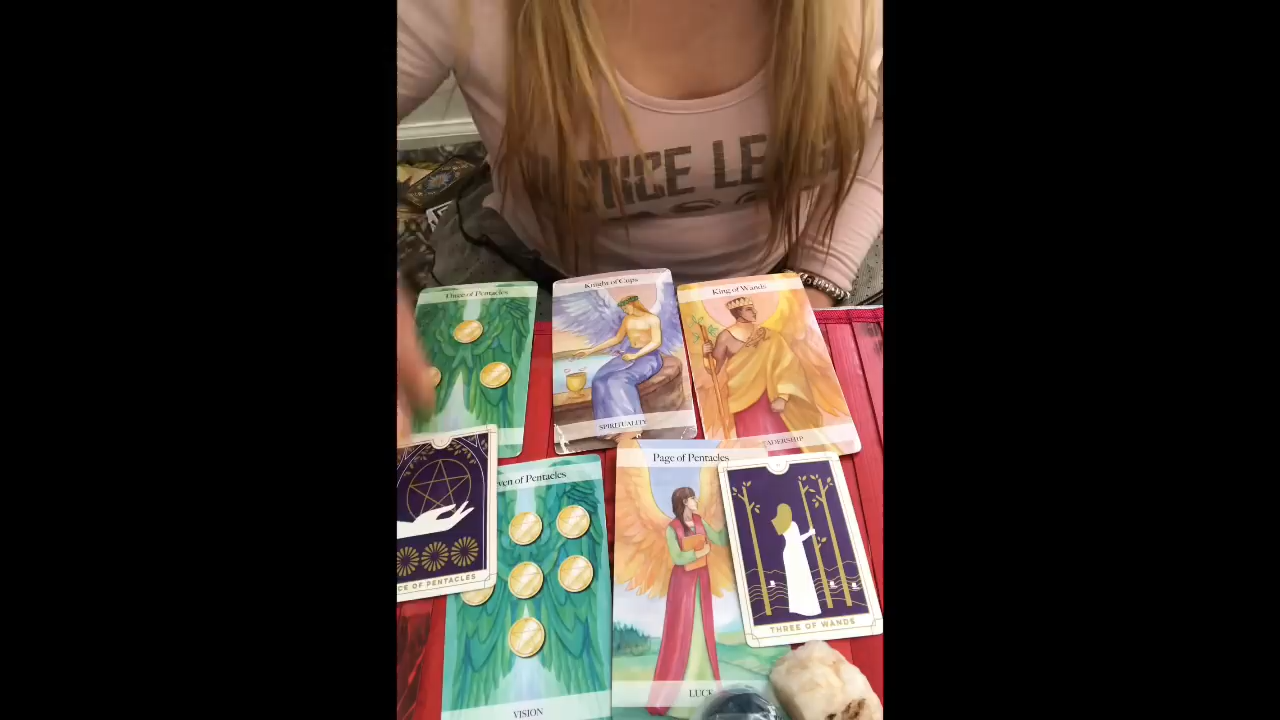 TICE LE
Three of Pentacles
Knight of Cups
King of Wands
SPIRITUALITY
ADERSHIP
ven of Pentacles
Page of Pentacles
CE OF PENTACLES
THREE OF WANDS
LUCK
VISION